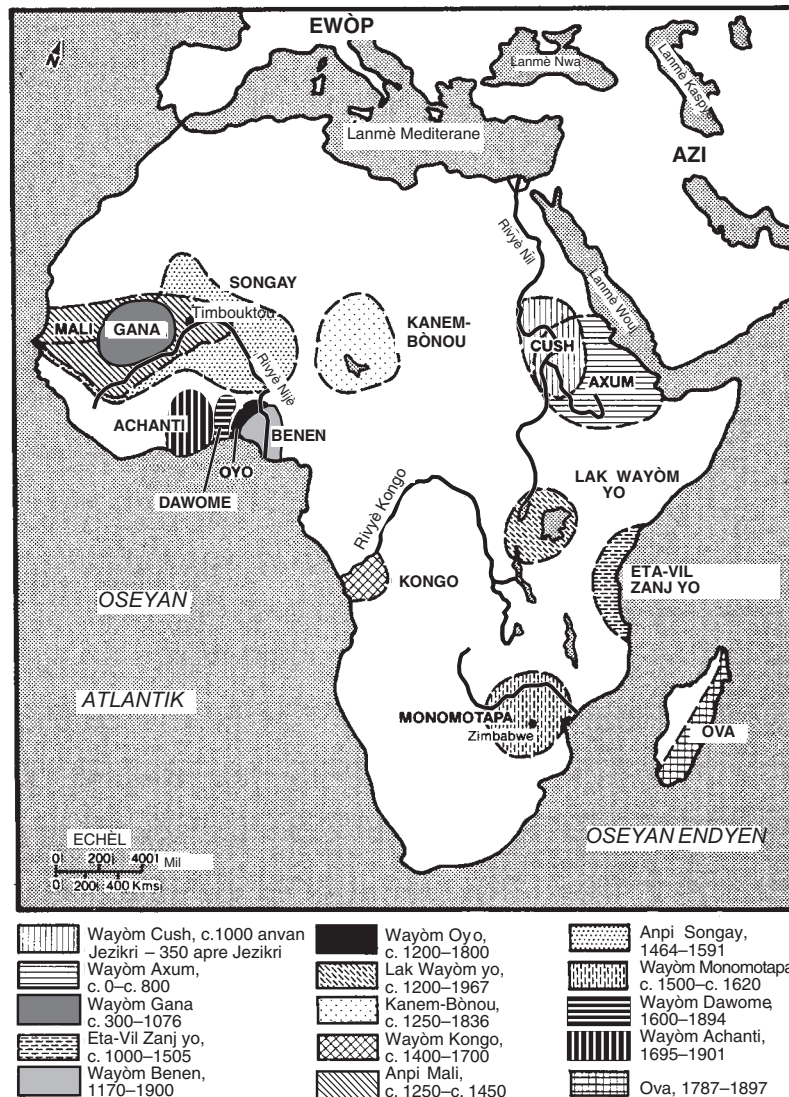 EWÒP
N
Lanmè Nwa
Lanmè Kaspy
Lanmè Mediterane
AZI
Rivyè Nil
Lanmè Wouj
SONGAY
Timbouktou
MALI
GANA
KANEM-
BÒNOU
CUSH
AXUM
Rivyè Nijè
ACHANTI
BENEN
OYO
DAWOME
LAK WAYÒM
YO
Rivyè Kongo
KONGO
ETA-VIL
ZANJ YO
OSEYAN
ATLANTIK
MONOMOTAPA
Zimbabwe
OVA
OSEYAN ENDYEN
ECHÈL
0 200 400 Mil
0 200 400 Kms
Wayòm Cush, c.1000 anvan
Jezikri – 350 apre Jezikri
Wayòm Axum,
c. 0–c. 800
Wayòm Gana
c. 300–1076
Eta-Vil Zanj yo,
c. 1000–1505
Wayòm Benen,
1170–1900
Wayòm Oyo,
c. 1200–1800
Lak Wayòm yo,
c. 1200–1967
Kanem-Bònou,
c. 1250–1836
Wayòm Kongo,
c. 1400–1700
Anpi Mali,
c. 1250–c. 1450
Anpi Songay,
1464–1591
Wayòm Monomotapa
c. 1500–c. 1620
Wayòm Dawome,
1600–1894
Wayòm Achanti,
1695–1901
Ova, 1787–1897